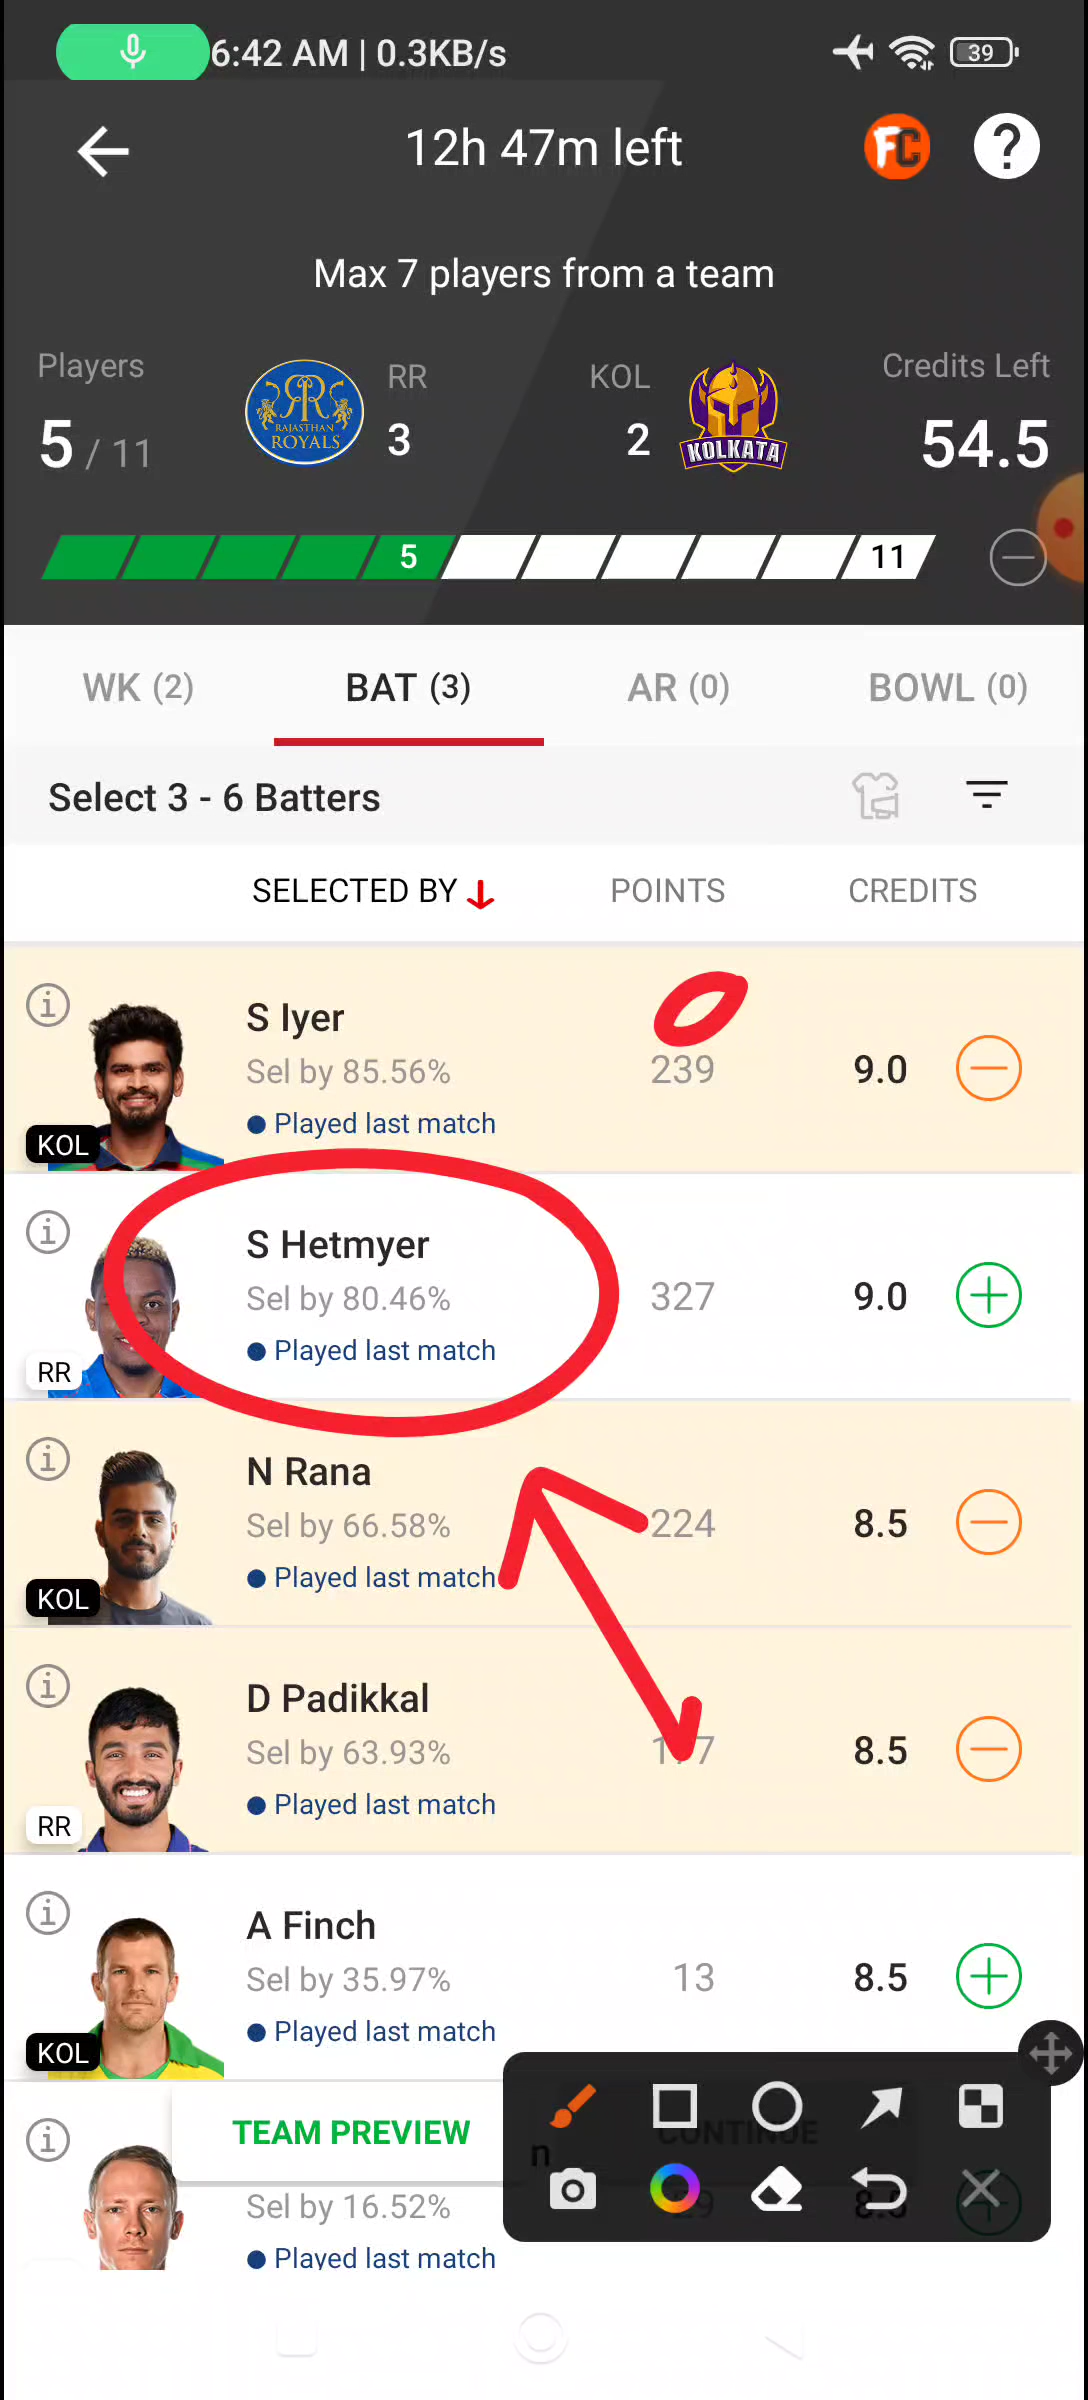 6:42 AM | 0.3KB/s
39
12h 47m left
FC
?
Max 7 players from a team
Players
RR
KOL
Credits Left
5 / 11
RAJASTHAN
ROYALS
3
2
KOLKATA
54.5
5
11
WK (2)
BAT (3)
AR (0)
BOWL (0)
Select 3 - 6 Batters
SELECTED BY
POINTS
CREDITS
S Iyer
Sel by 85.56%
239
9.0
Played last match
KOL
S Hetmyer
Sel by 80.46%
327
9.0
Played last match
RR
N Rana
Sel by 66.58%
224
8.5
Played last match
KOL
D Padikkal
Sel by 63.93%
8.5
Played last match
RR
A Finch
Sel by 35.97%
13
8.5
Played last match
KOL
TEAM PREVIEW
CONTINUE
Sel by 16.52%
Played last match